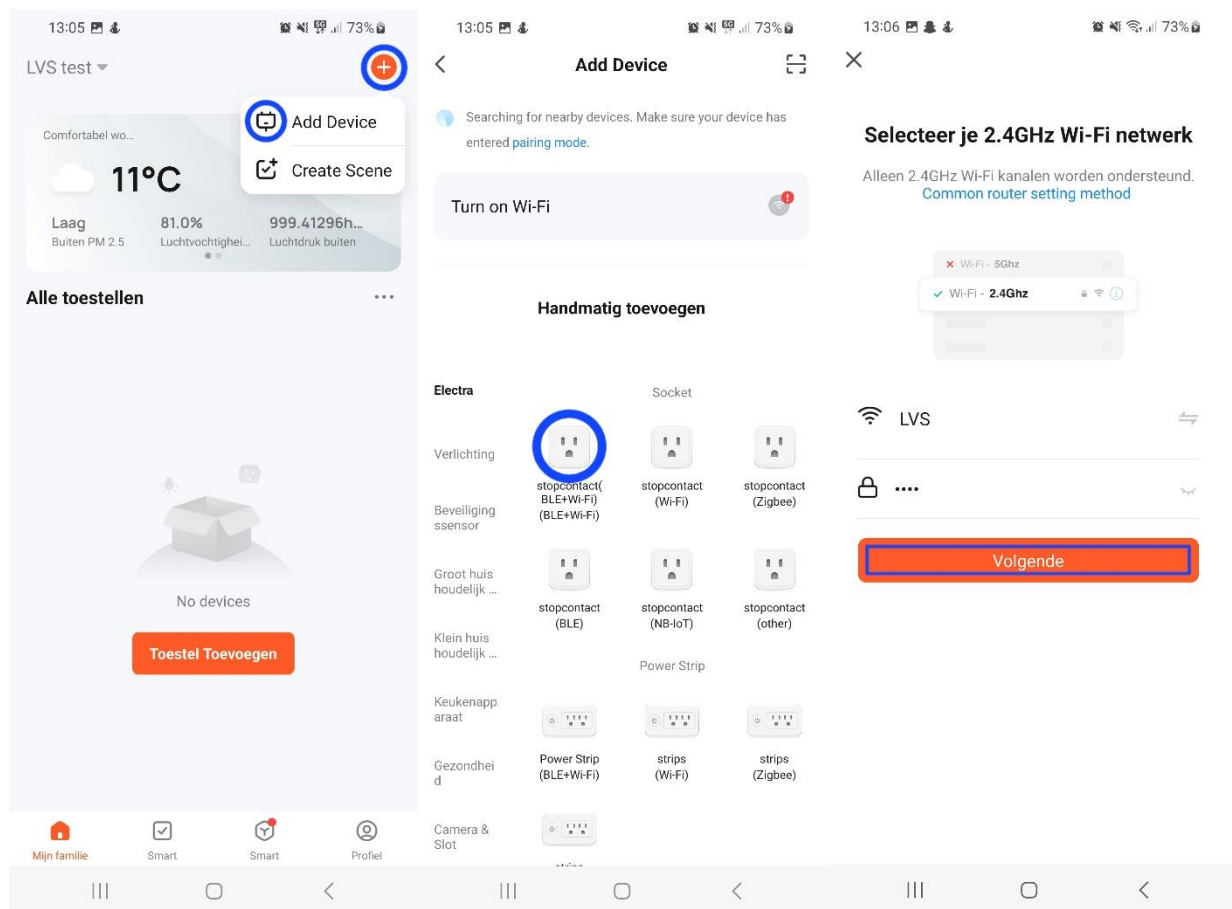 13:05
5G
73%
LVS test
Add Device
Create Scene
Comfortabel wo...
11°C
Laag
81.0%
999.41296h...
Buiten PM 2.5
Luchtvochtighei...
Luchtdruk buiten
Alle toestellen
No devices
Toestel Toevoegen
Mijn familie
Smart
Smart
Profiel
13:05
5G
73%
Add Device
Searching for nearby devices. Make sure your device has
entered pairing mode.
Turn on Wi-Fi
Handmatig toevoegen
Electra
Verlichting
Beveiliging
ssensor
Groot huis
houdelijk ...
Klein huis
houdelijk ...
Keukenapp
araat
Gezondhei
d
Camera &
Slot
Socket
stopcontact(
BLE+Wi-Fi)
(BLE+Wi-Fi)
stopcontact
(Wi-Fi)
stopcontact
(Zigbee)
stopcontact
(BLE)
stopcontact
(NB-IoT)
stopcontact
(other)
Power Strip
Power Strip
(BLE+Wi-Fi)
strips
(Wi-Fi)
strips
(Zigbee)
13:06
73%
Selecteer je 2.4GHz Wi-Fi netwerk
Alleen 2.4GHz Wi-Fi kanalen worden ondersteund.
Common router setting method
Wi-Fi - 5Ghz
Wi-Fi - 2.4Ghz
LVS
••••
Volgende